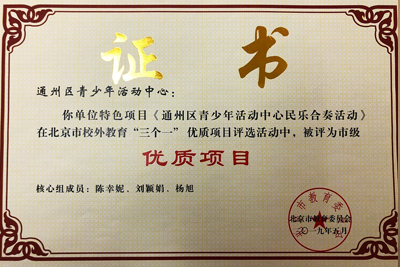 证 书
通州区青少年活动中心：
你单位特色项目《通州区青少年活动中心民乐合奏活动》
在北京市校外教育“三个一”优质项目评选活动中，被评为市级
优质项目
核心组成员：陈幸妮、刘颖娟、杨旭
北京市教育委员会
二〇一九年五月